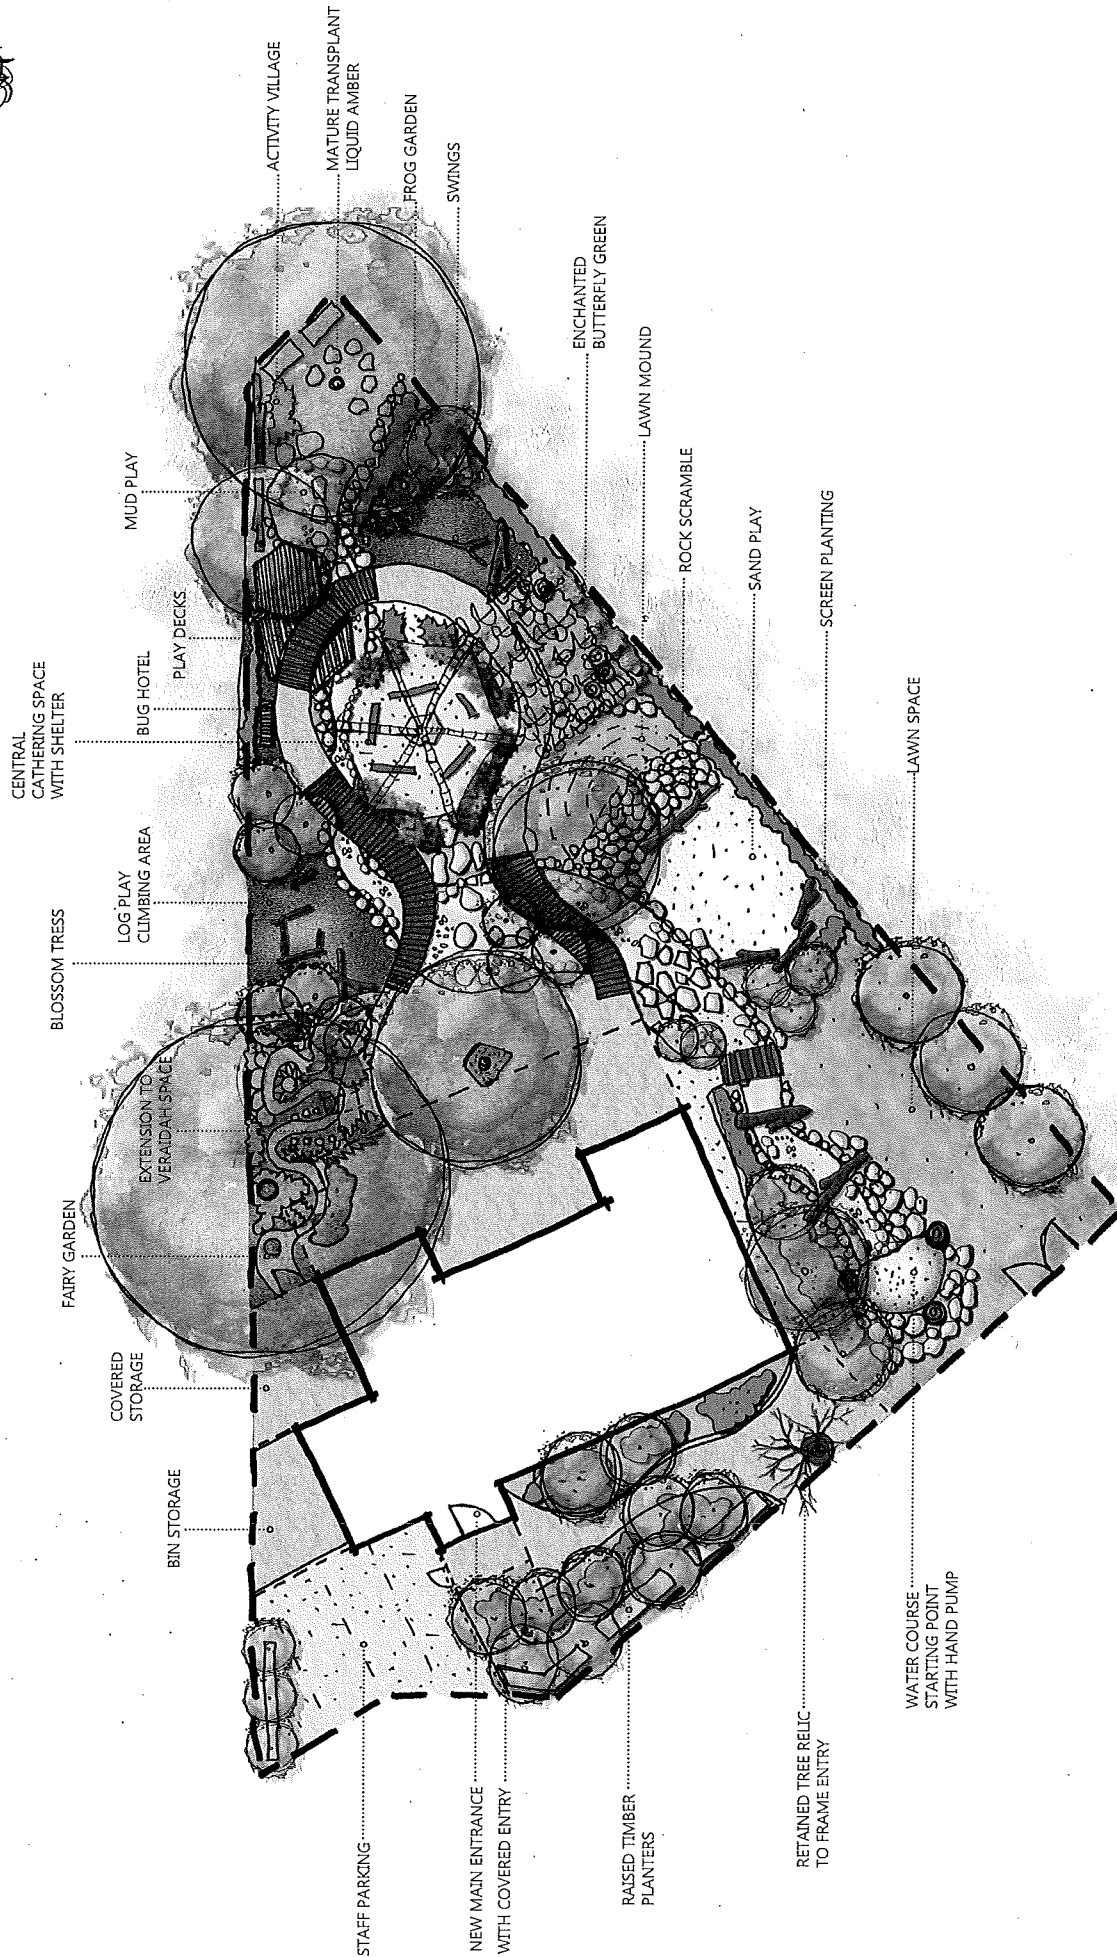 BIN STORAGE
COVERED
STORAGE
FAIRY GARDEN
EXTENSION TO
VERAIDAH SPACE
BLOSSOM TRESS
LOG PLAY
CLIMBING AREA
CENTRAL
CATHERING SPACE
WITH SHELTER
BUG HOTEL
PLAY DECKS
MUD PLAY
ACTIVITY VILLAGE
MATURE TRANSPLANT
LIQUID AMBER
FROG GARDEN
SWINGS
ENCHANTED
BUTTERFLY GREEN
LAWN MOUND
ROCK SCRAMBLE
SAND PLAY
SCREEN PLANTING
LAWN SPACE
STAFF PARKING
NEW MAIN ENTRANCE
WITH COVERED ENTRY
RAISED TIMBER
PLANTERS
RETAINED TREE RELIC
TO FRAME ENTRY
WATER COURSE
STARTING POINT
WITH HAND PUMP